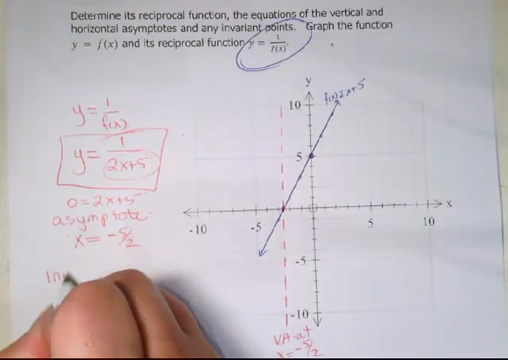 Determine its reciprocal function, the equations of the vertical and
horizontal asymptotes and any invariant points. Graph the function
y = f(x) and its reciprocal function y = 1/f(x).
y = 1/f(x)
y = 1/2x+5
0=2x+5
asymptote:
x = -5/2
y
10
f(x)2x+5
5
-10
-5
5
10
x
-5
-10
VA at
x = -5/2